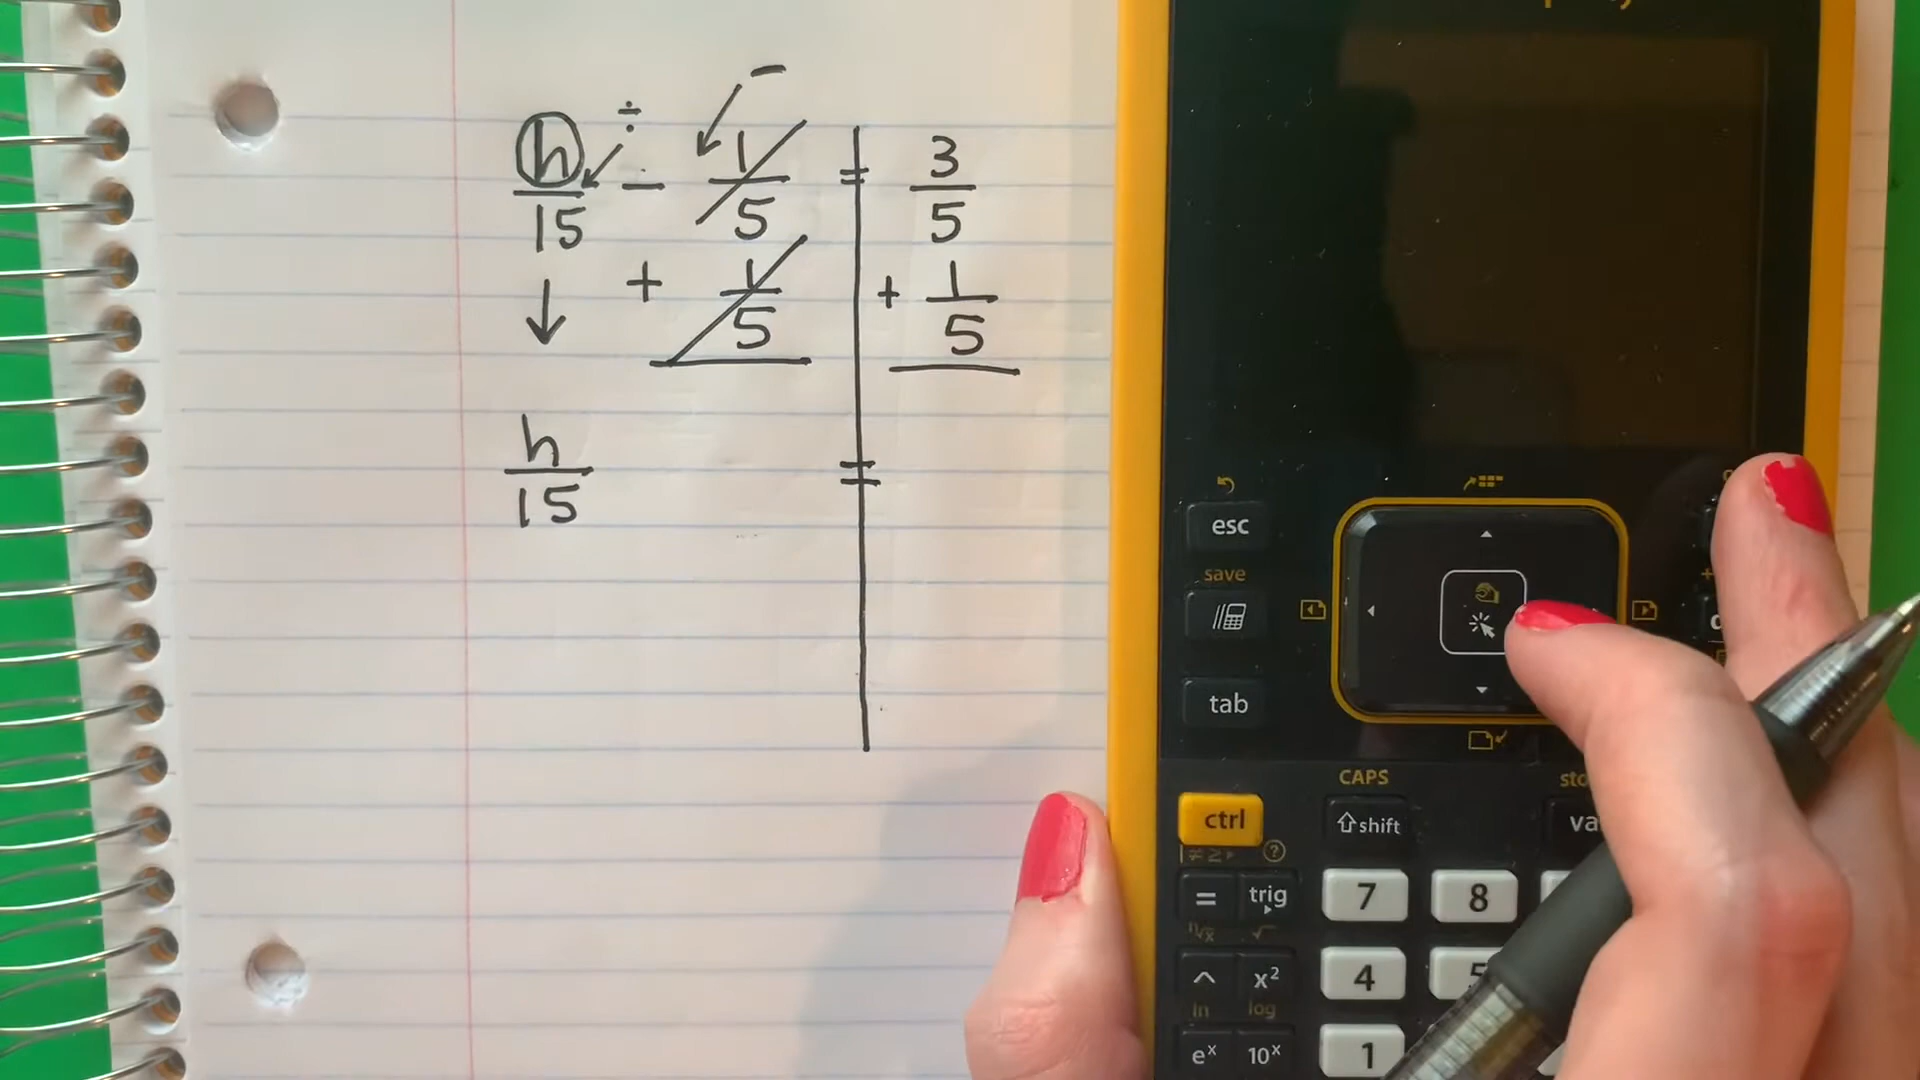 ÷ −
h/15 − 1/5 = 3/5
↓ + 1/5 + 1/5
h/15 =
esc
save
tab
CAPS
ctrl
shift
= trig 7 8
^ x² 4 5
ln log
eˣ 10ˣ 1